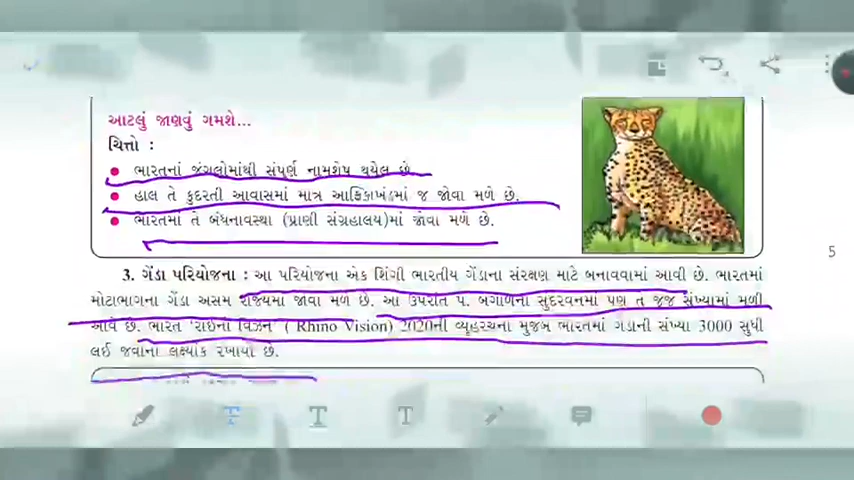 આટલું જાણવું ગમશે...
ચિત્તો :
ભારતનાં જંગલોમાંથી સંપૂર્ણ નામશેષ થયેલ છે.
હાલ તે કુદરતી આવાસમાં માત્ર આફ્રિકાખંડમાં જ જોવા મળે છે.
ભારતમાં તે બંધનાવસ્થા (પ્રાણી સંગ્રહાલય)માં જોવા મળે છે.
5
3. ગેંડા પરિયોજના : આ પરિયોજના એક શિંગી ભારતીય ગેંડાના સંરક્ષણ માટે બનાવવામાં આવી છે. ભારતમાં
મોટાભાગના ગેંડા અસમ રાજ્યમાં જોવા મળે છે. આ ઉપરાંત પ. બંગાળના સુંદરવનમાં પણ તે જૂજ સંખ્યામાં મળી
આવે છે. ભારત 'રાઈનો વિઝન' ( Rhino Vision) 2020ની વ્યૂહરચના મુજબ ભારતમાં ગેંડાની સંખ્યા 3000 સુધી
લઈ જવાના લક્ષ્યાંક રખાયો છે.